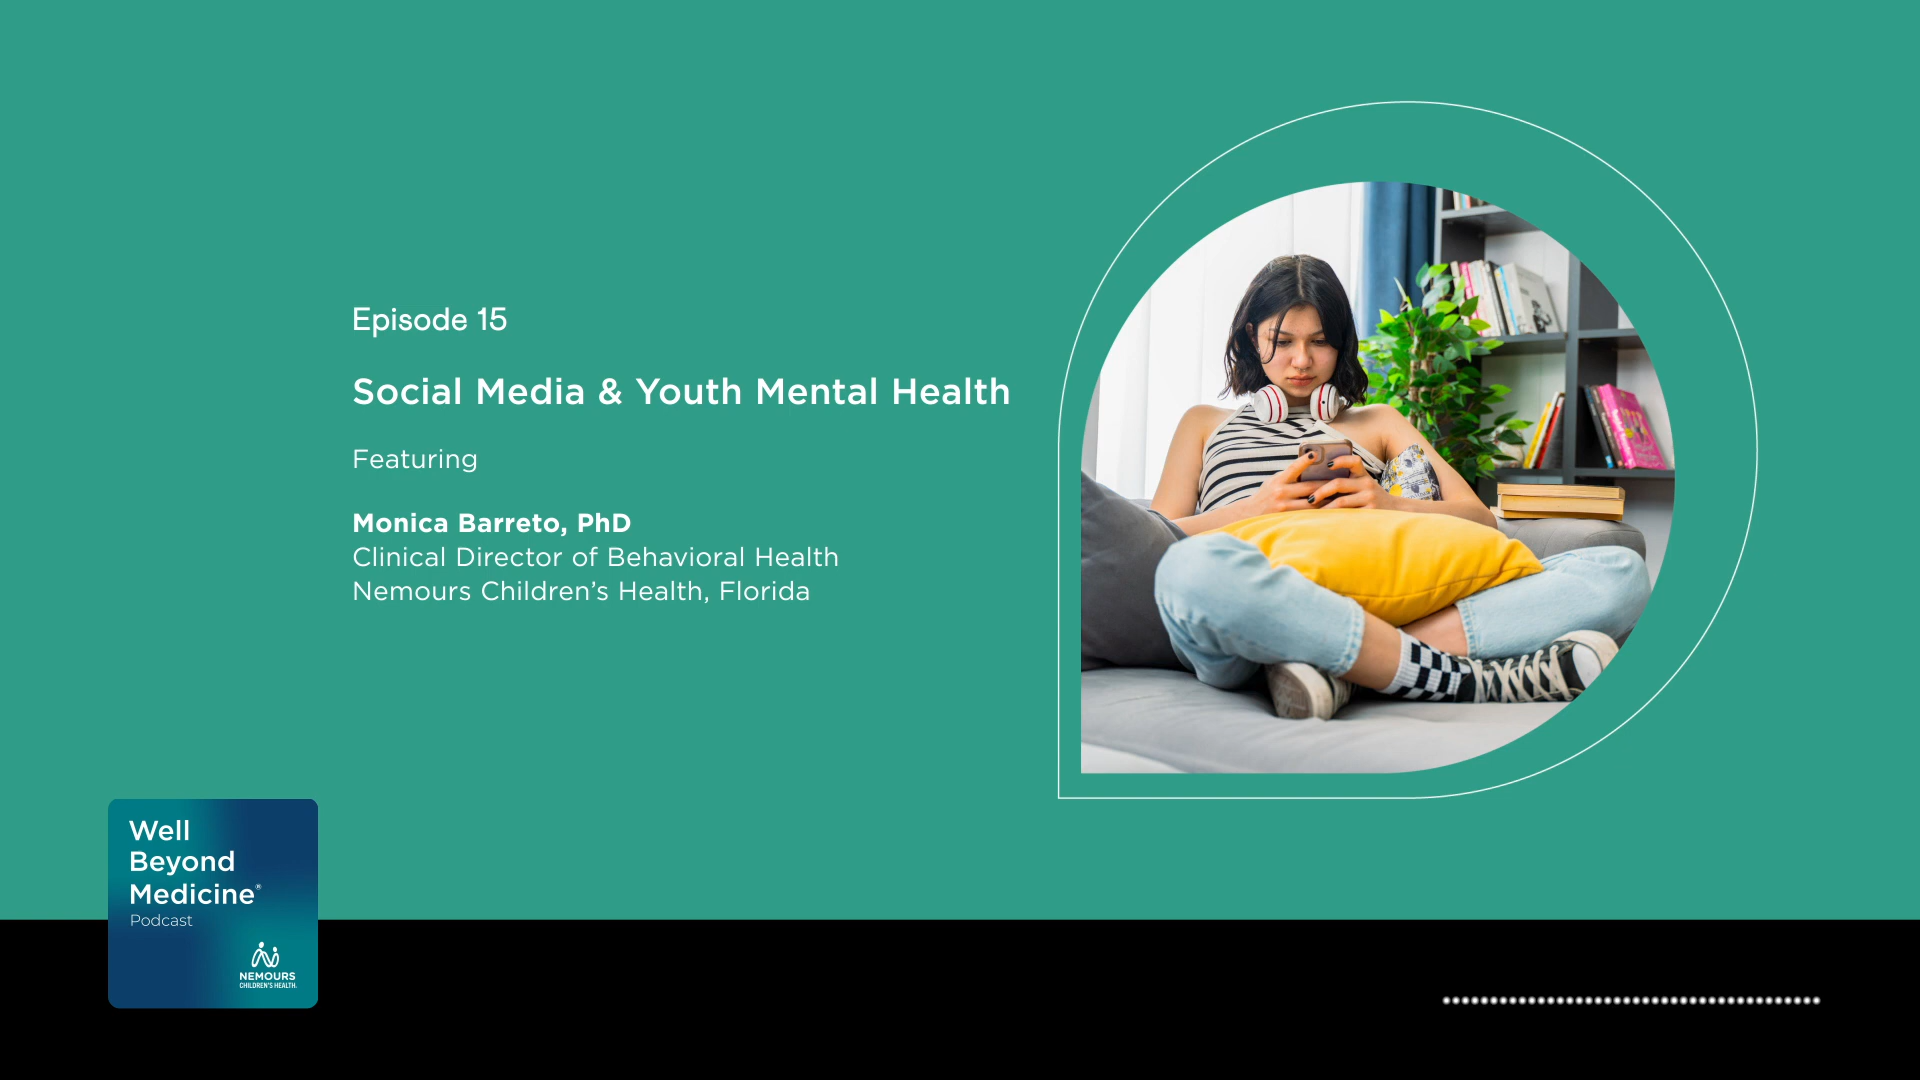 Episode 15
Social Media & Youth Mental Health
Featuring
Monica Barreto, PhD
Clinical Director of Behavioral Health
Nemours Children’s Health, Florida
Well
Beyond
Medicine®
Podcast
NEMOURS
CHILDREN'S HEALTH.